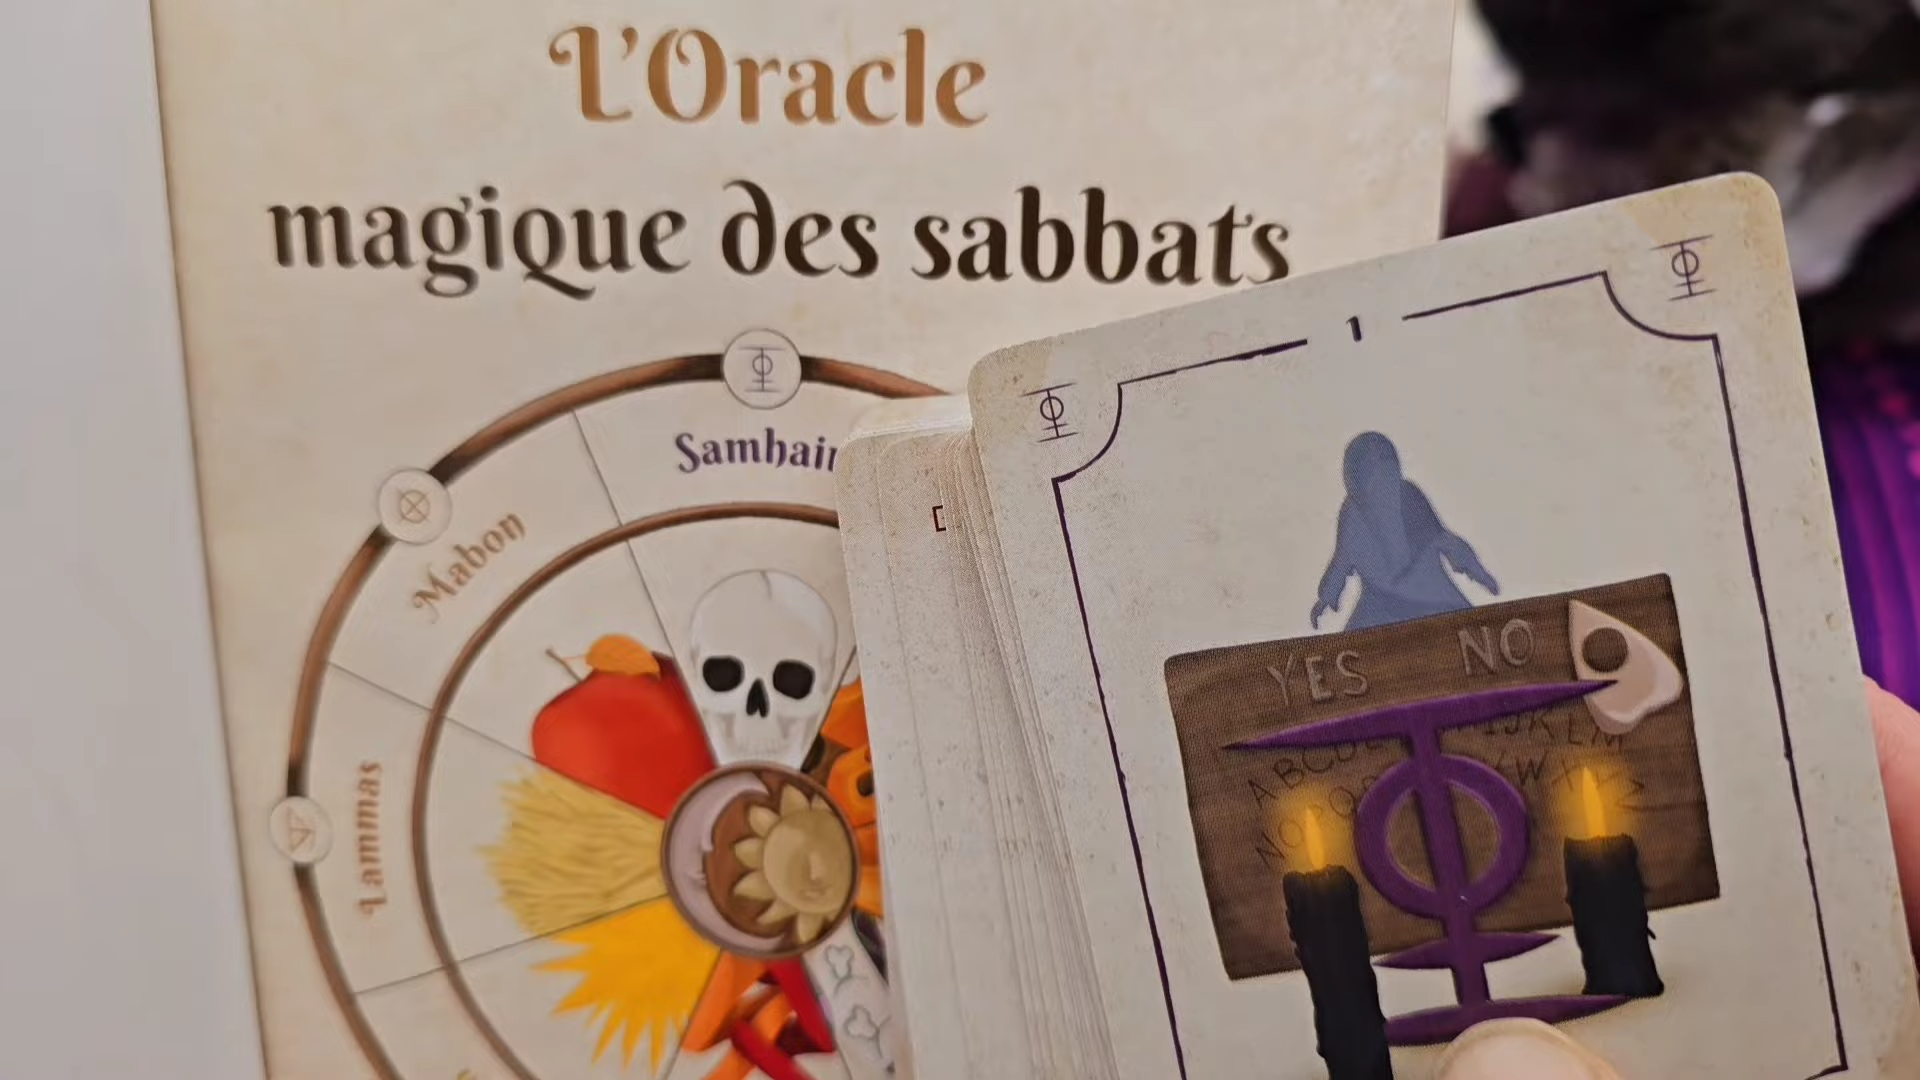 L'Oracle
magique des sabbats
Samhain
Mabon
Lammas
1
YES NO